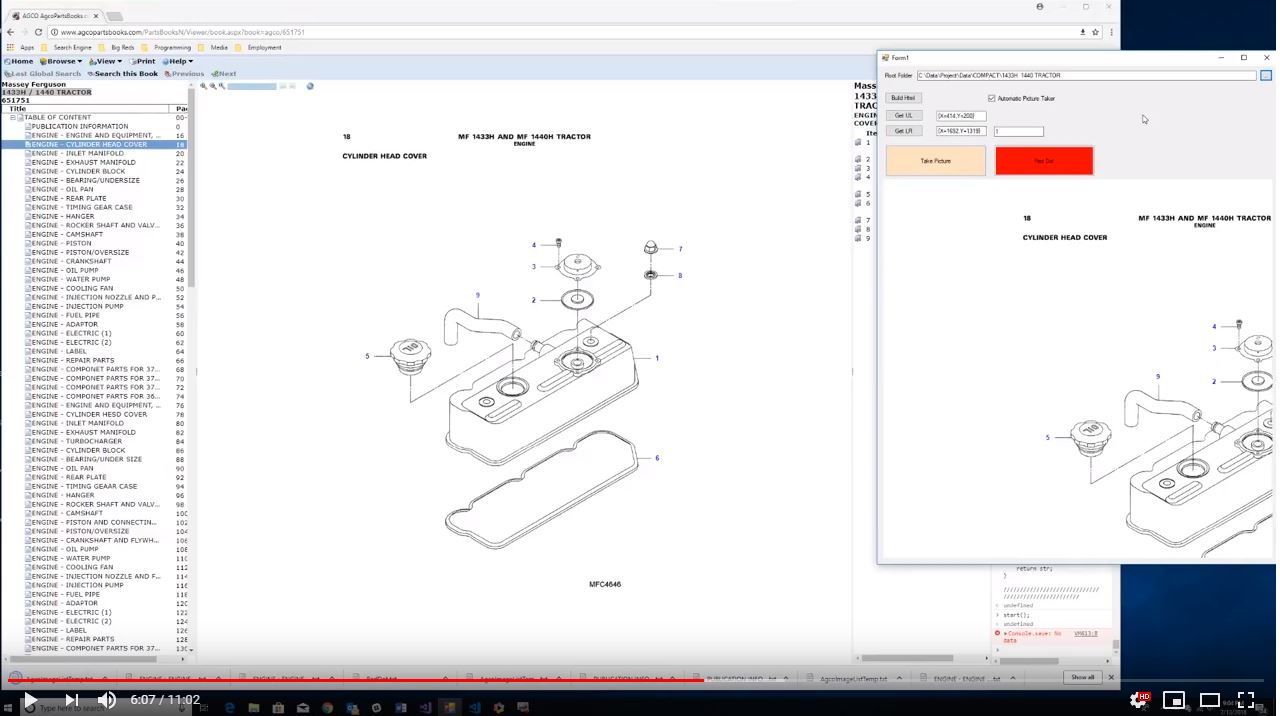 AGCO AgcoPartsBooks.c
www.agcopartsbooks.com/PartsBooksN/Viewer/book.aspx?book=agco/651751
Apps Search Engine Big Reds Programming Media Employment
Home Browse View Print Help
Last Global Search Search this Book Previous Next
Massey Ferguson
1433H / 1440 TRACTOR
651751
Title Pa
TABLE OF CONTENT 00-
PUBLICATION INFORMATION 0
ENGINE - ENGINE AND EQUIPMENT, ... 16
ENGINE - CYLINDER HEAD COVER 18
ENGINE - INLET MANIFOLD 20
ENGINE - EXHAUST MANIFOLD 22
ENGINE - CYLINDER BLOCK 24
ENGINE - BEARING/UNDERSIZE 26
ENGINE - OIL PAN 28
ENGINE - REAR PLATE 30
ENGINE - TIMING GEAR CASE 32
ENGINE - HANGER 34
ENGINE - ROCKER SHAFT AND VALV... 36
ENGINE - CAMSHAFT 38
ENGINE - PISTON 40
ENGINE - PISTON/OVERSIZE 42
ENGINE - CRANKSHAFT 44
ENGINE - OIL PUMP 46
ENGINE - WATER PUMP 48
ENGINE - COOLING FAN 50
ENGINE - INJECTION NOZZLE AND P... 52
ENGINE - INJECTION PUMP 54
ENGINE - FUEL PIPE 56
ENGINE - ADAPTOR 58
ENGINE - ELECTRIC (1) 60
ENGINE - ELECTRIC (2) 62
ENGINE - LABEL 64
ENGINE - REPAIR PARTS 66
ENGINE - COMPONET PARTS FOR 37... 68
ENGINE - COMPONET PARTS FOR 37... 70
ENGINE - COMPONET PARTS FOR 37... 72
ENGINE - COMPONET PARTS FOR 36... 74
ENGINE - ENGINE AND EQUIPMENT, ... 76
ENGINE - CYLINDER HESD COVER 78
ENGINE - INLET MANIFOLD 80
ENGINE - EXHAUST MANIFOLD 82
ENGINE - TURBOCHARGER 84
ENGINE - CYLINDER BLOCK 86
ENGINE - BEARING/UNDER SIZE 88
ENGINE - OIL PAN 90
ENGINE - REAR PLATE 92
ENGINE - TIMING GEAAR CASE 94
ENGINE - HANGER 96
ENGINE - ROCKER SHAFT AND VALV... 98
ENGINE - CAMSHAFT 100
ENGINE - PISTON AND CONNECTIN... 102
ENGINE - PISTON/OVERSIZE 104
ENGINE - CRANKSHAFT AND FLYWH... 106
ENGINE - OIL PUMP 108
ENGINE - WATER PUMP 110
ENGINE - COOLING FAN 112
ENGINE - INJECTION NOZZLE AND F... 114
ENGINE - INJECTION PUMP 116
ENGINE - FUEL PIPE 118
ENGINE - ADAPTOR 120
ENGINE - ELECTRIC (1) 122
ENGINE - ELECTRIC (2) 124
ENGINE - LABEL 126
ENGINE - REPAIR PARTS 128
ENGINE - COMPONET PARTS FOR 37... 130
18 MF 1433H AND MF 1440H TRACTOR
ENGINE
CYLINDER HEAD COVER
4
7
3
8
9
2
5
1
6
MFC4646
Mas
1433
TRAC
ENGIN
COVER
Ite
1
2
3
4
5
6
7
8
9
Form1
Root Folder C:\Data\Project\Data\COMPACT\1433H 1440 TRACTOR
Build Html Automatic Picture Taker
Get UL {X=414,Y=200}
Get LR {X=1692,Y=1319} 1
Take Picture Red Dot
18 MF 1433H AND MF 1440H TRACTOR
ENGINE
CYLINDER HEAD COVER
4
3
9
2
5
return str;
}
undefined
start();
undefined
Console.save: No data VM613:8
AgcoImageListTemp.txt PUBLICATION INFO....txt AgcoImageListTemp.txt ENGINE - ENGINE ....txt Show all
6:07 / 11:02
HD
Type here to search